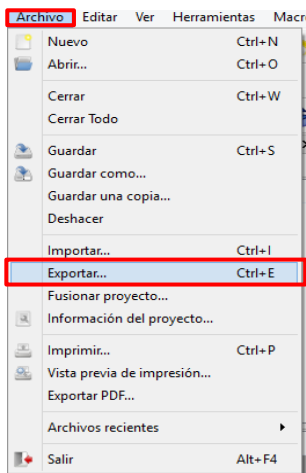 Archivo Editar Ver Herramientas Macr
Nuevo Ctrl+N
Abrir... Ctrl+O
Cerrar Ctrl+W
Cerrar Todo
Guardar Ctrl+S
Guardar como...
Guardar una copia...
Deshacer
Importar... Ctrl+I
Exportar... Ctrl+E
Fusionar proyecto...
Información del proyecto...
Imprimir... Ctrl+P
Vista previa de impresión...
Exportar PDF...
Archivos recientes
Salir Alt+F4